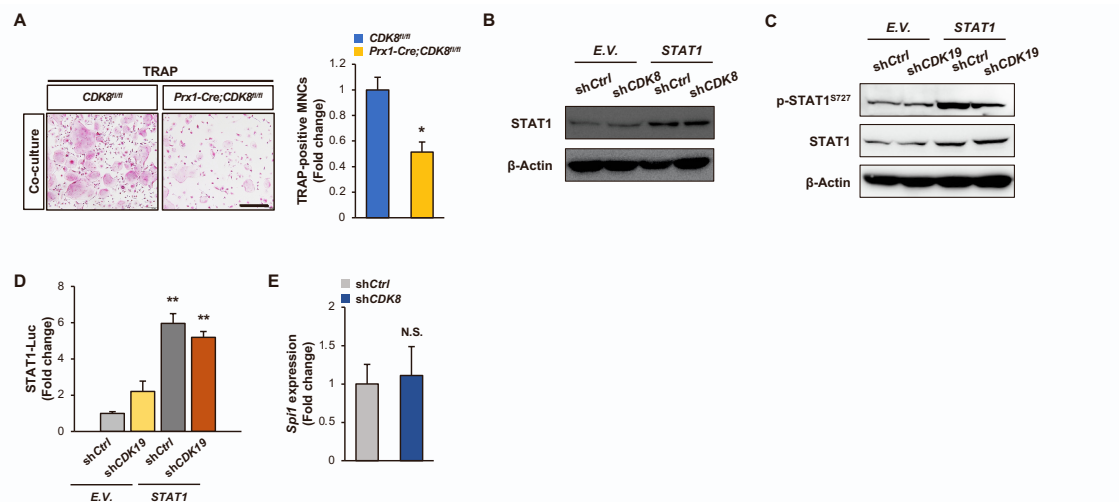 A
TRAP
CDK8fl/fl
Prx1-Cre;CDK8fl/fl
Co-culture
CDK8fl/fl
Prx1-Cre;CDK8fl/fl
TRAP-positive MNCs
(Fold change)
1.2
1
0.8
0.6
0.4
0.2
0
*
B
E.V.
STAT1
shCtrl
shCDK8
shCtrl
shCDK8
STAT1
β-Actin
C
E.V.
STAT1
shCtrl
shCDK19
shCtrl
shCDK19
p-STAT1S727
STAT1
β-Actin
D
STAT1-Luc
(Fold change)
8
6
4
2
0
**
**
shCtrl
shCDK19
shCtrl
shCDK19
E.V.
STAT1
E
shCtrl
shCDK8
Spi1 expression
(Fold change)
2
1.5
1
0.5
0
N.S.